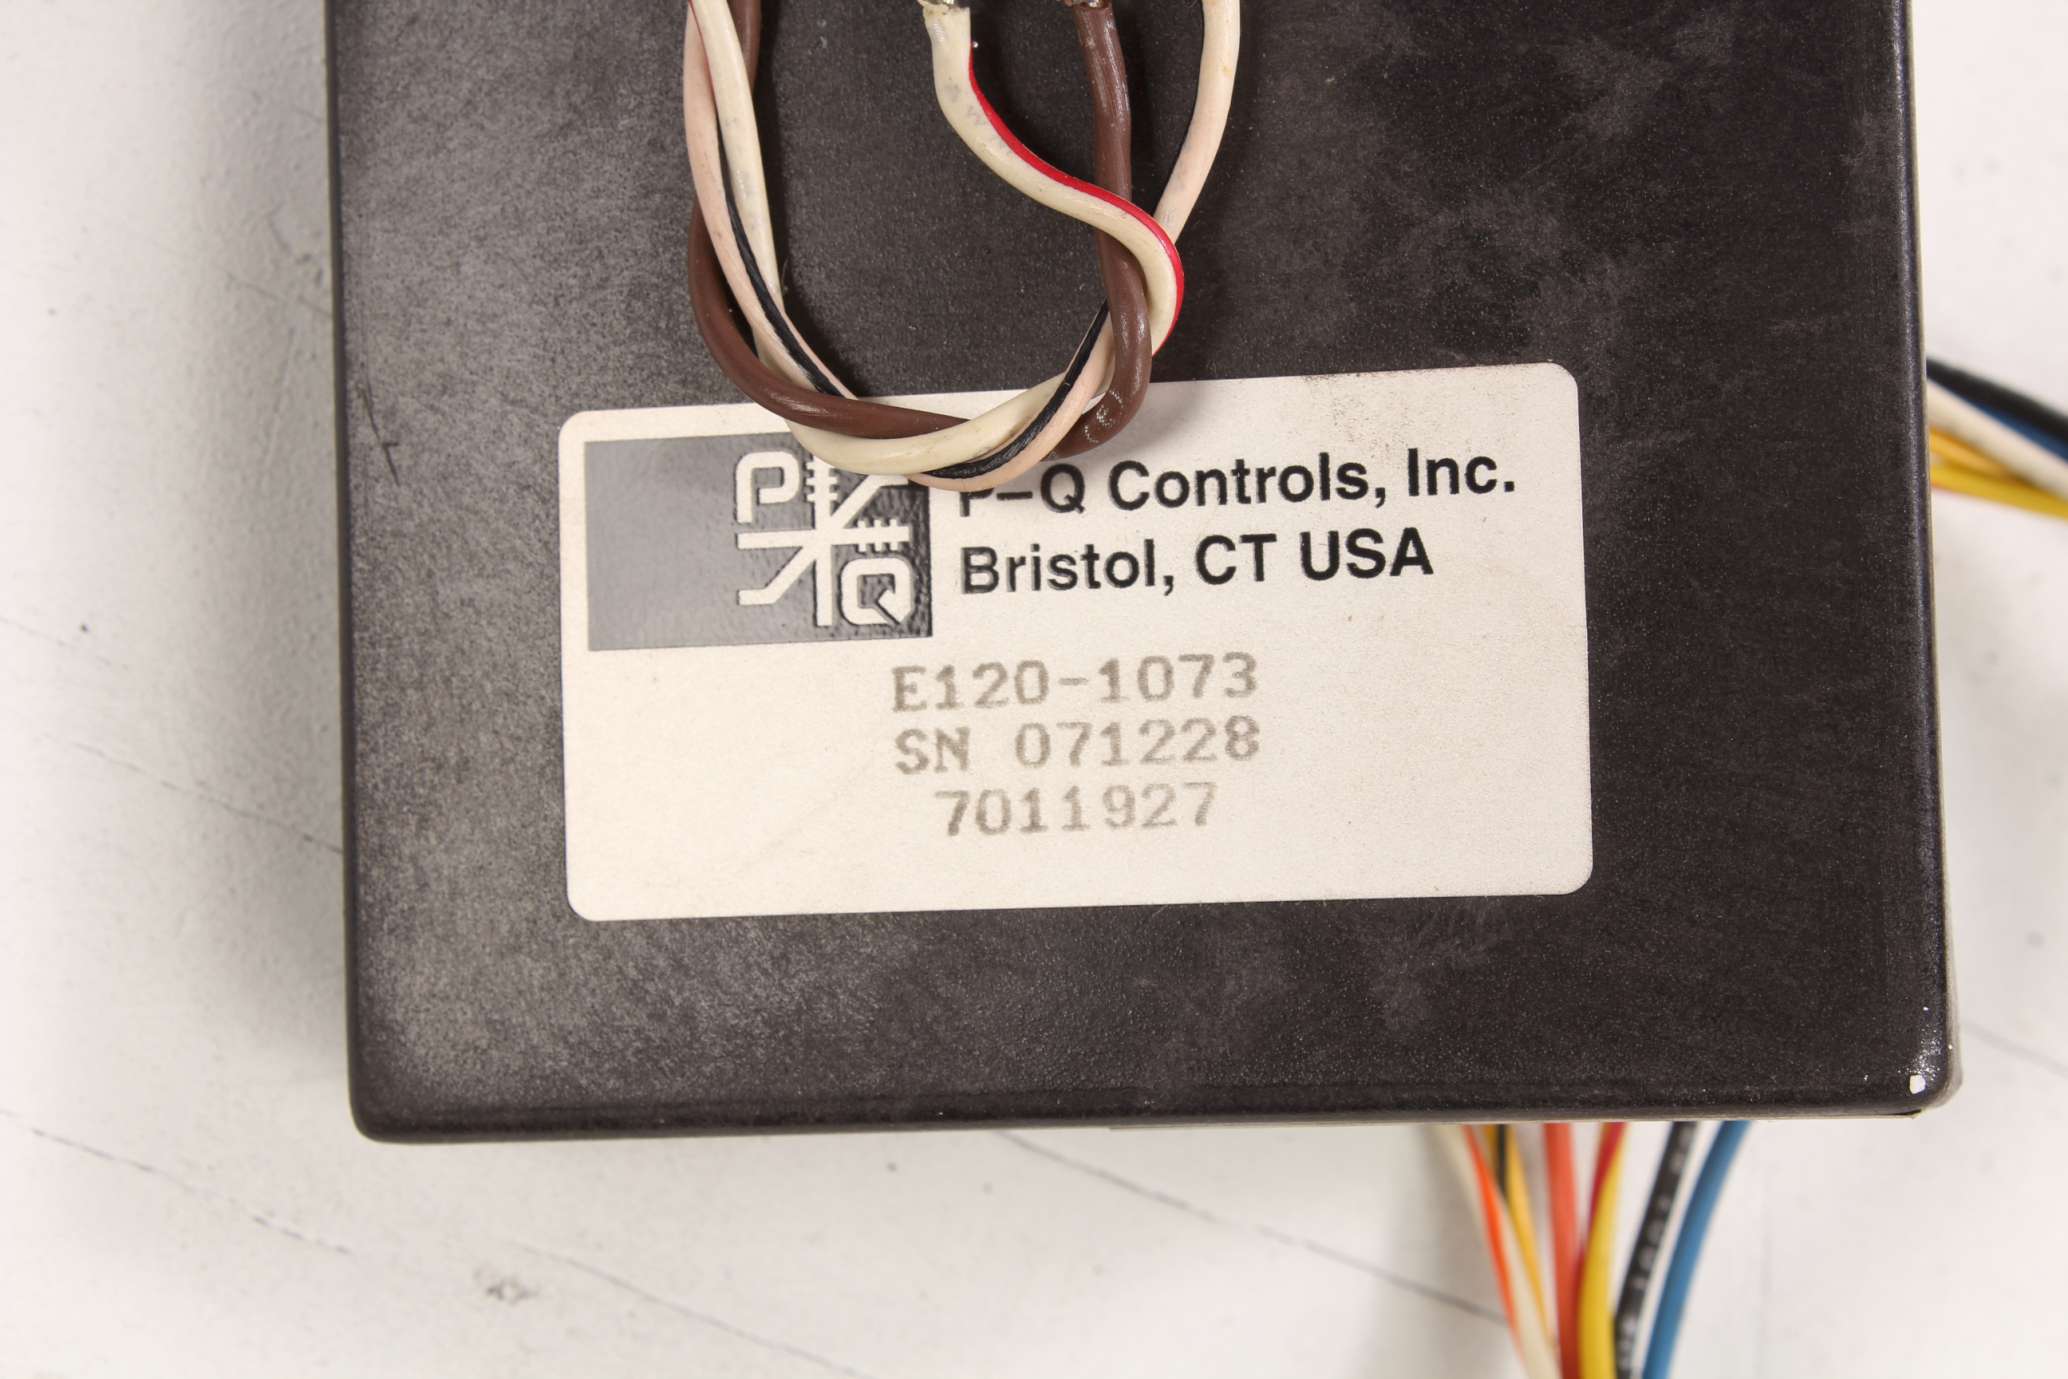 P Q
P-Q Controls, Inc.
Bristol, CT USA
E120-1073
SN 071228
7011927